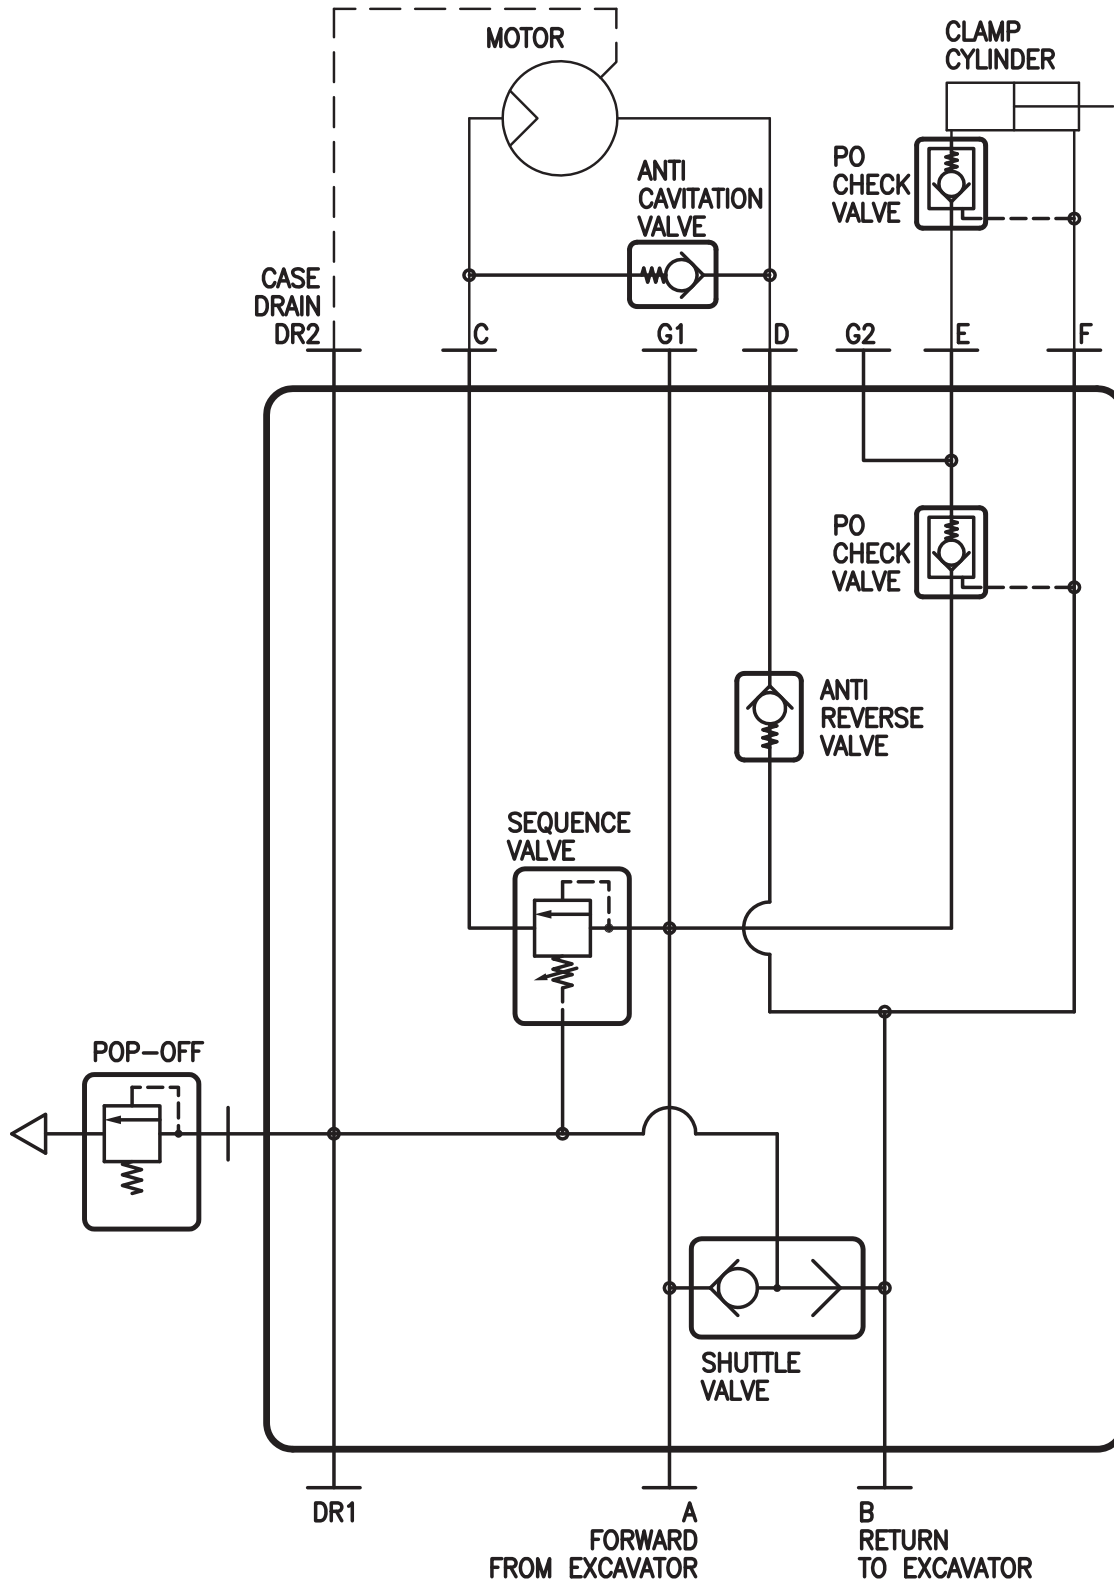 MOTOR
CLAMP
CYLINDER
PO
CHECK
VALVE
ANTI
CAVITATION
VALVE
CASE
DRAIN
DR2
C
G1
D
G2
E
F
PO
CHECK
VALVE
ANTI
REVERSE
VALVE
SEQUENCE
VALVE
POP-OFF
SHUTTLE
VALVE
DR1
A
FORWARD
FROM EXCAVATOR
B
RETURN
TO EXCAVATOR